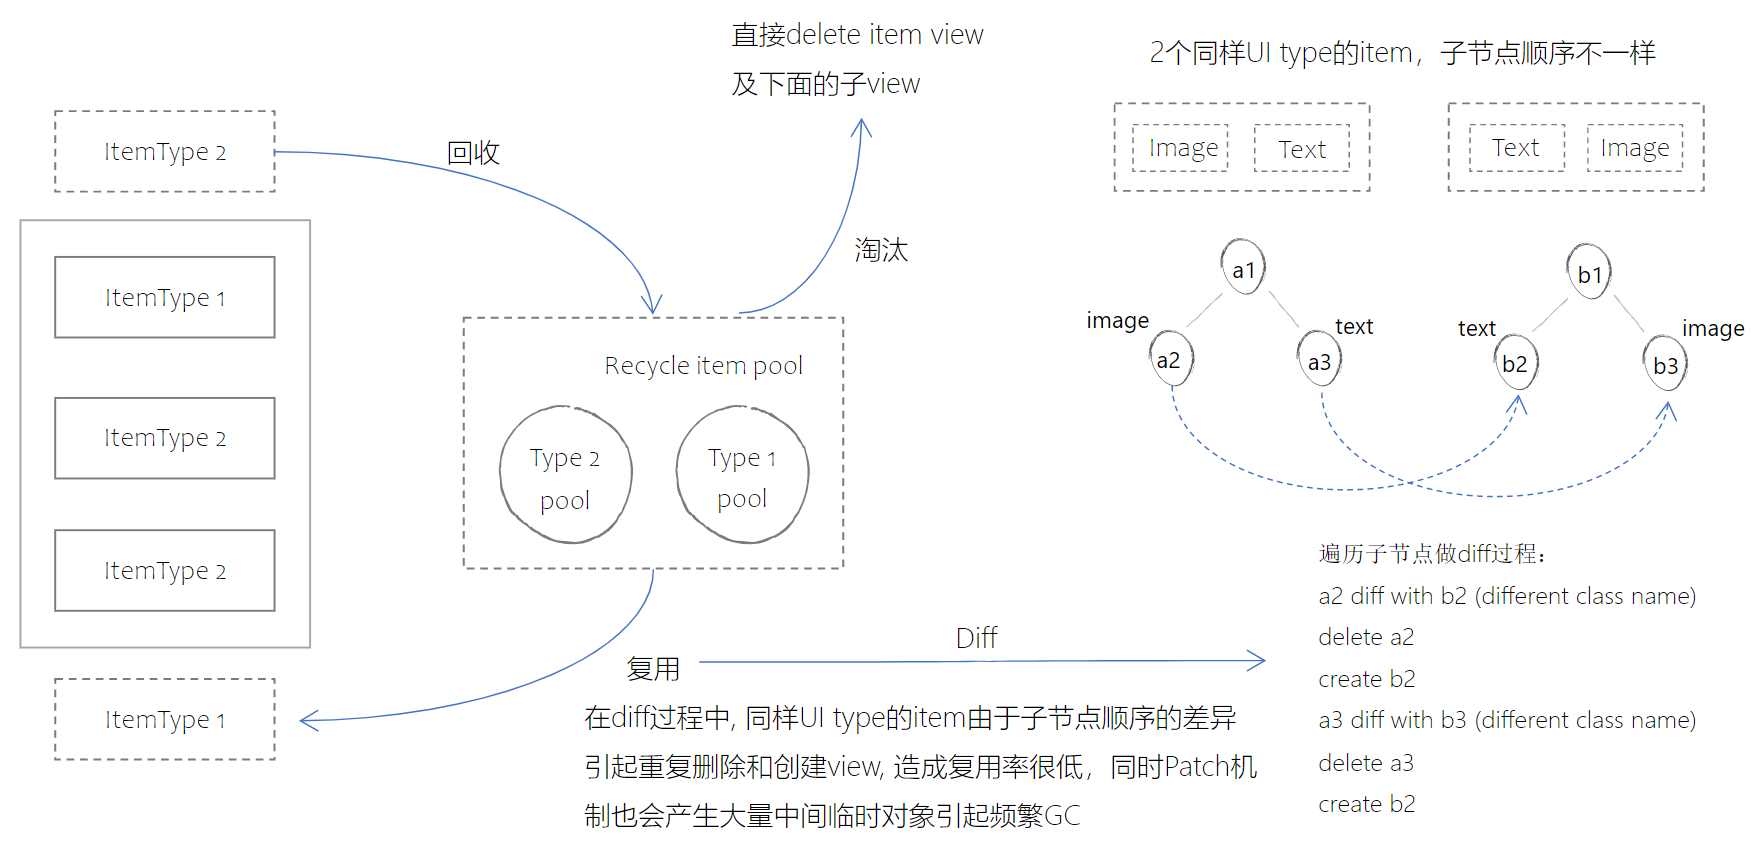 直接delete item view
及下面的子view
2个同样UI type的item，子节点顺序不一样
ItemType 2
回收
Image
Text
Text
Image
淘汰
ItemType 1
a1
b1
image
text
text
image
a2
a3
b2
b3
Recycle item pool
ItemType 2
Type 2
pool
Type 1
pool
ItemType 2
遍历子节点做diff过程：
a2 diff with b2 (different class name)
delete a2
create b2
a3 diff with b3 (different class name)
delete a3
create b2
Diff
复用
ItemType 1
在diff过程中, 同样UI type的item由于子节点顺序的差异
引起重复删除和创建view, 造成复用率很低，同时Patch机
制也会产生大量中间临时对象引起频繁GC